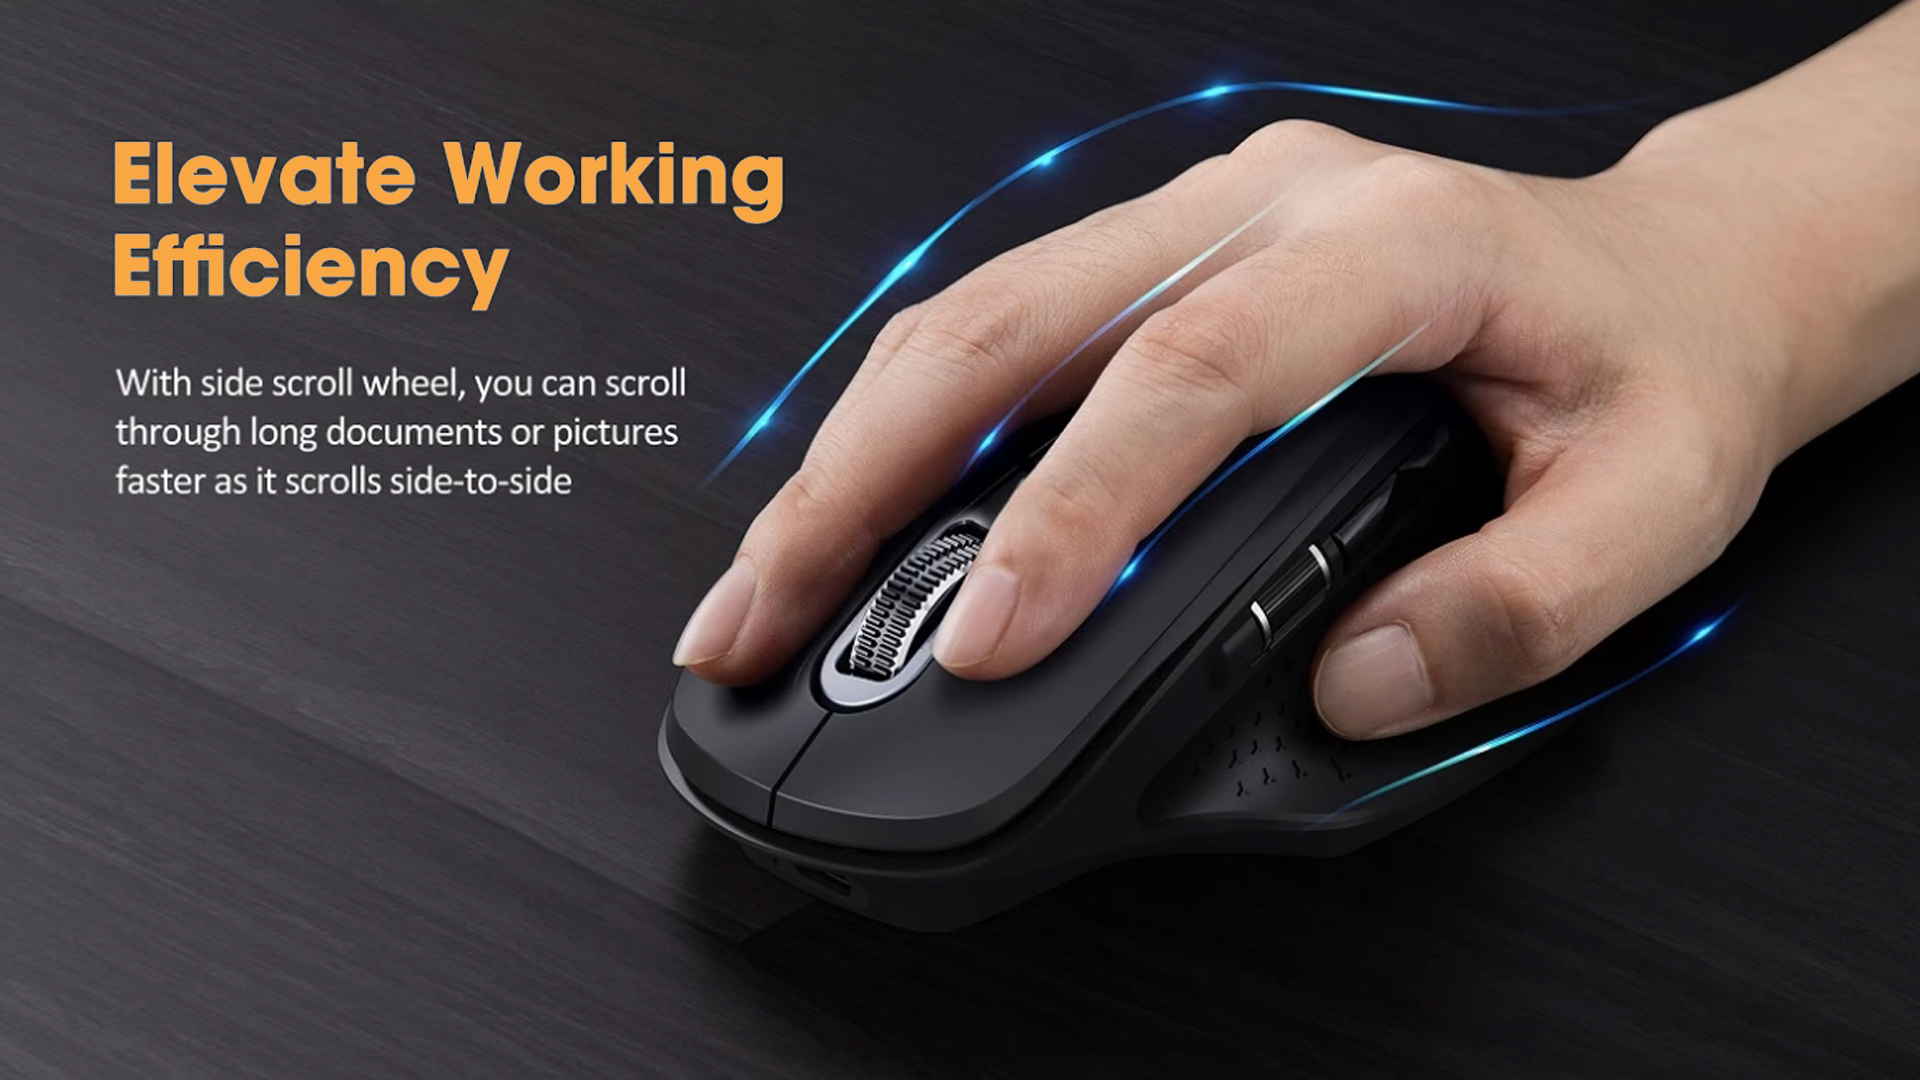 Elevate Working
Efficiency
With side scroll wheel, you can scroll
through long documents or pictures
faster as it scrolls side-to-side